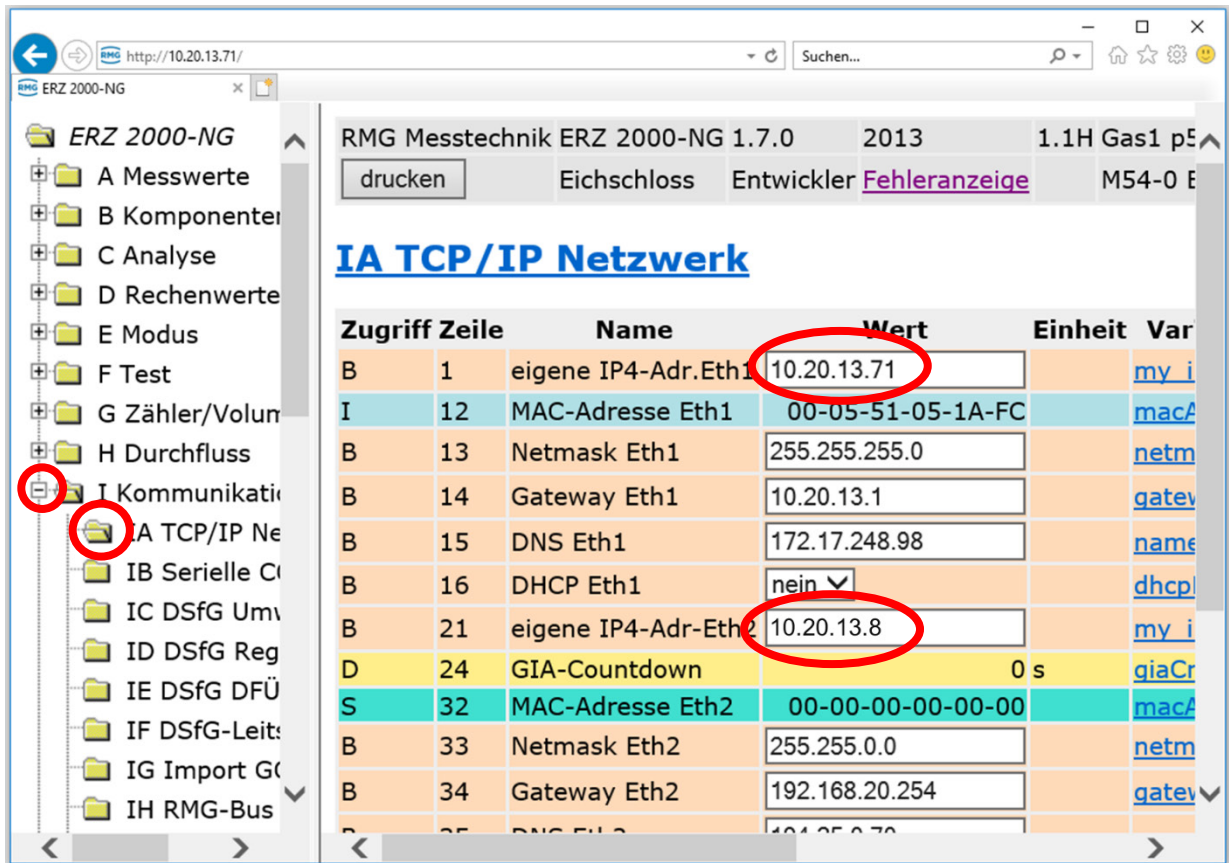 RMG http://10.20.13.71/ Suchen...
RMG ERZ 2000-NG
ERZ 2000-NG
A Messwerte
B Komponenten
C Analyse
D Rechenwerte
E Modus
F Test
G Zähler/Volum
H Durchfluss
I Kommunikati
IA TCP/IP Ne
IB Serielle C
IC DSfG Umw
ID DSfG Reg
IE DSfG DFÜ
IF DSfG-Leits
IG Import G
IH RMG-Bus
RMG Messtechnik ERZ 2000-NG 1.7.0 2013 1.1H Gas1 p5
drucken Eichschloss Entwickler Fehleranzeige M54-0 E
IA TCP/IP Netzwerk
Zugriff Zeile Name Wert Einheit Var
B 1 eigene IP4-Adr.Eth1 10.20.13.71 my_i
I 12 MAC-Adresse Eth1 00-05-51-05-1A-FC macA
B 13 Netmask Eth1 255.255.255.0 netm
B 14 Gateway Eth1 10.20.13.1 gatew
B 15 DNS Eth1 172.17.248.98 name
B 16 DHCP Eth1 nein dhcp
B 21 eigene IP4-Adr-Eth2 10.20.13.8 my_i
D 24 GIA-Countdown 0 s giaCr
S 32 MAC-Adresse Eth2 00-00-00-00-00-00 macA
B 33 Netmask Eth2 255.255.0.0 netm
B 34 Gateway Eth2 192.168.20.254 gatew